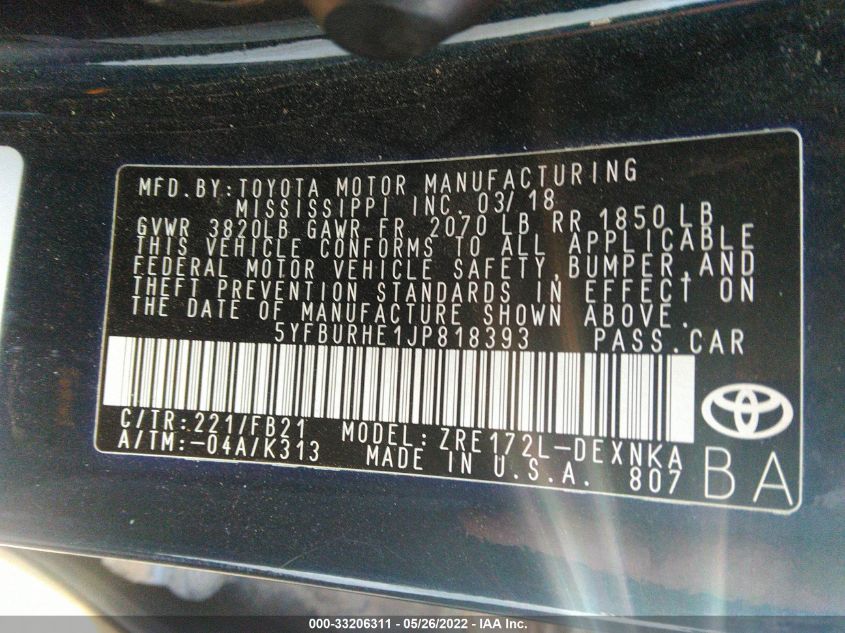 MFD.BY:TOYOTA MOTOR MANUFACTURING
MISSISSIPPI INC. 03/18
GVWR 3820LB GAWR FR 2070 LB RR 1850 LB
THIS VEHICLE CONFORMS TO ALL APPLICABLE
FEDERAL MOTOR VEHICLE SAFETY,BUMPER,AND
THEFT PREVENTION STANDARDS IN EFFECT ON
THE DATE OF MANUFACTURE SHOWN ABOVE.
5YFBURHE1JP818393 PASS.CAR
C/TR:221/FB21 MODEL: ZRE172L-DEXNKA
A/TM:-04A/K313 MADE IN U.S.A. 807 BA
000-33206311 - 05/26/2022 - IAA Inc.